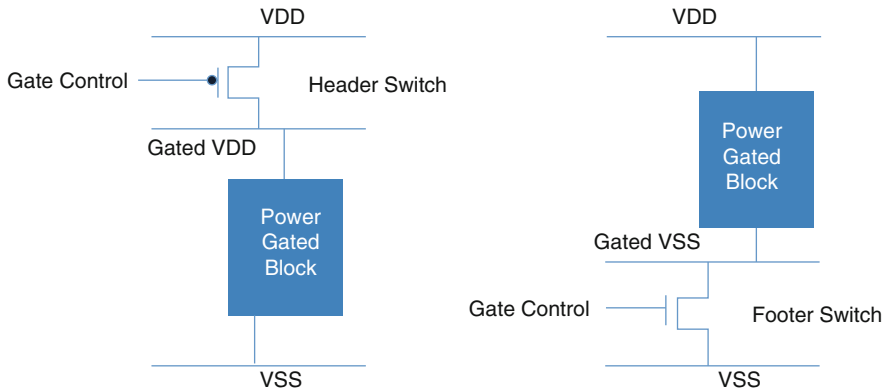 VDD
Gate Control
Header Switch
Gated VDD
Power
Gated
Block
VSS
VDD
Power
Gated
Block
Gated VSS
Gate Control
Footer Switch
VSS